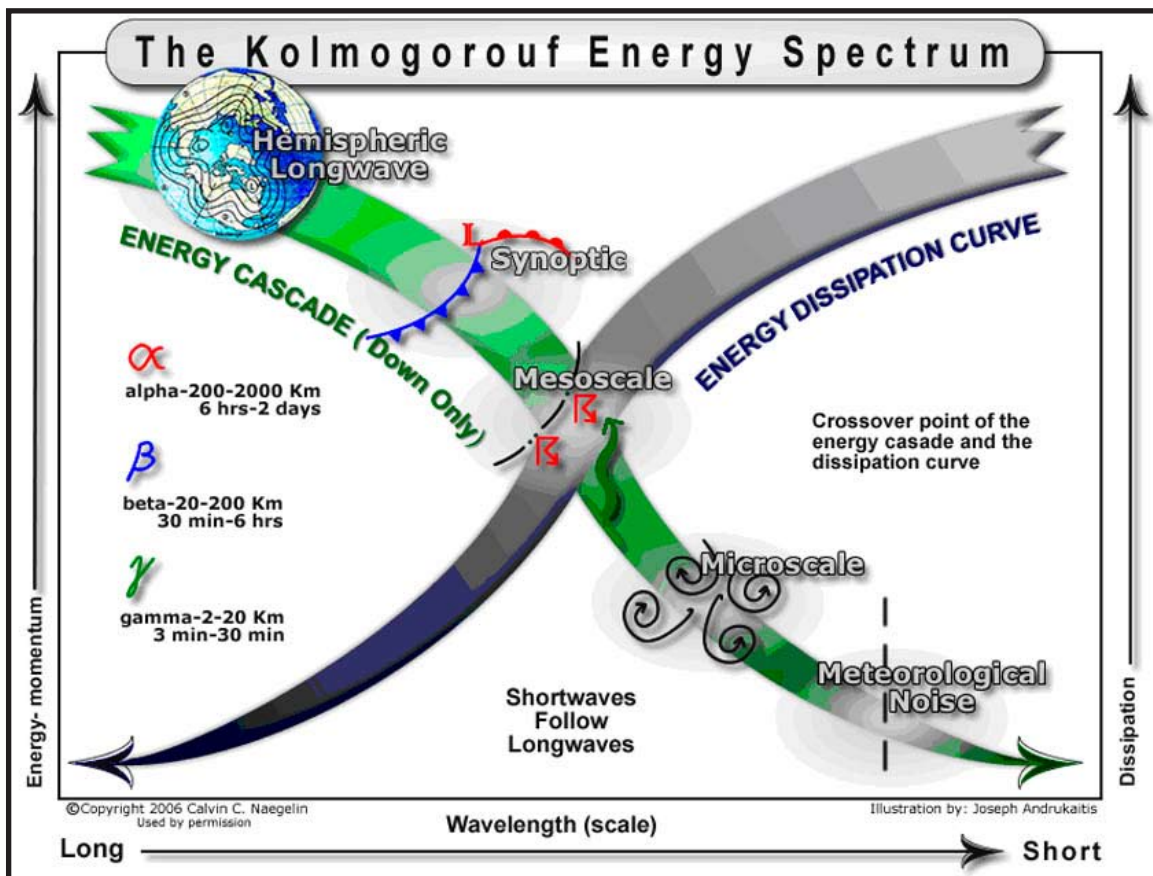 The Kolmogorouf Energy Spectrum
Hemispheric
Longwave
ENERGY CASCADE ( Down Only)
L
Synoptic
Mesoscale
ENERGY DISSIPATION CURVE
α
alpha-200-2000 Km
6 hrs-2 days
β
beta-20-200 Km
30 min-6 hrs
γ
gamma-2-20 Km
3 min-30 min
Crossover point of the
energy casade and the
dissipation curve
Microscale
Meteorological
Noise
Shortwaves
Follow
Longwaves
Energy- momentum
Dissipation
©Copyright 2006 Calvin C. Naegelin
Used by permission
Illustration by: Joseph Andrukaitis
Wavelength (scale)
Long
Short